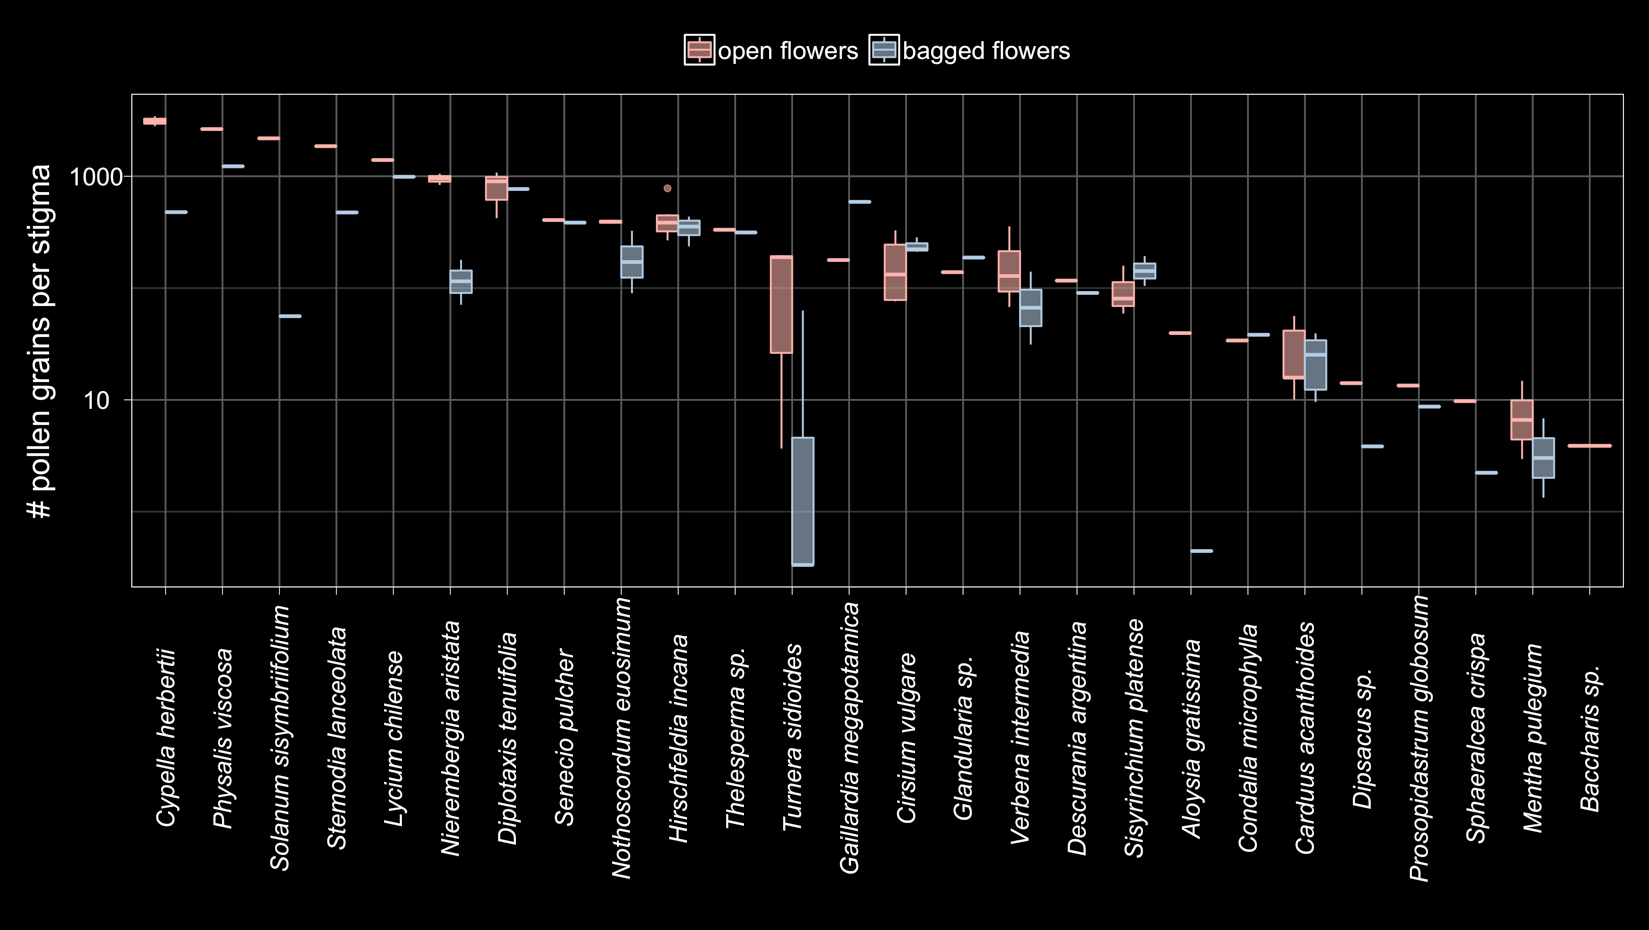 open flowers bagged flowers
# pollen grains per stigma
1000
10
Cypella herbertii
Physalis viscosa
Solanum sisymbriifolium
Stemodia lanceolata
Lycium chilense
Nierembergia aristata
Diplotaxis tenuifolia
Senecio pulcher
Nothoscordum euosimum
Hirschfeldia incana
Thelesperma sp.
Turnera sidioides
Gaillardia megapotamica
Cirsium vulgare
Glandularia sp.
Verbena intermedia
Descurania argentina
Sisyrinchium platense
Aloysia gratissima
Condalia microphylla
Carduus acanthoides
Dipsacus sp.
Prosopidastrum globosum
Sphaeralcea crispa
Mentha pulegium
Baccharis sp.